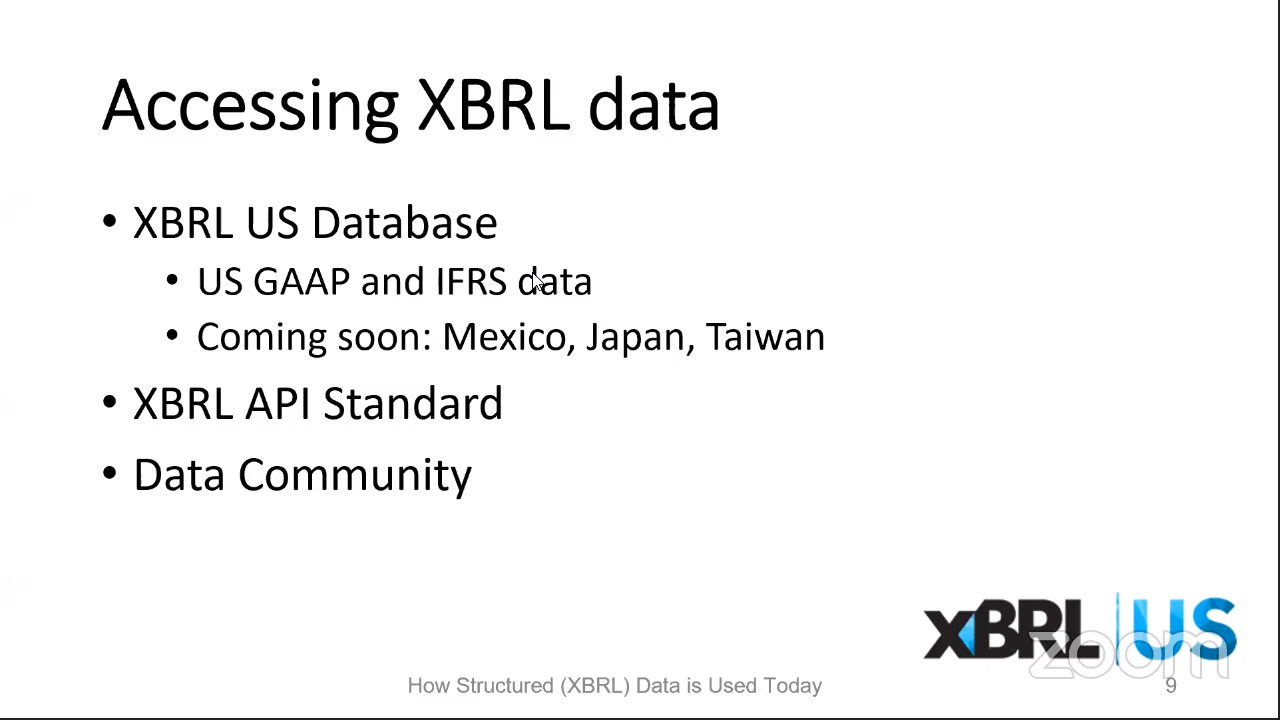 Accessing XBRL data
• XBRL US Database
• US GAAP and IFRS data
• Coming soon: Mexico, Japan, Taiwan
• XBRL API Standard
• Data Community
XBRL US
zoom
How Structured (XBRL) Data is Used Today
9